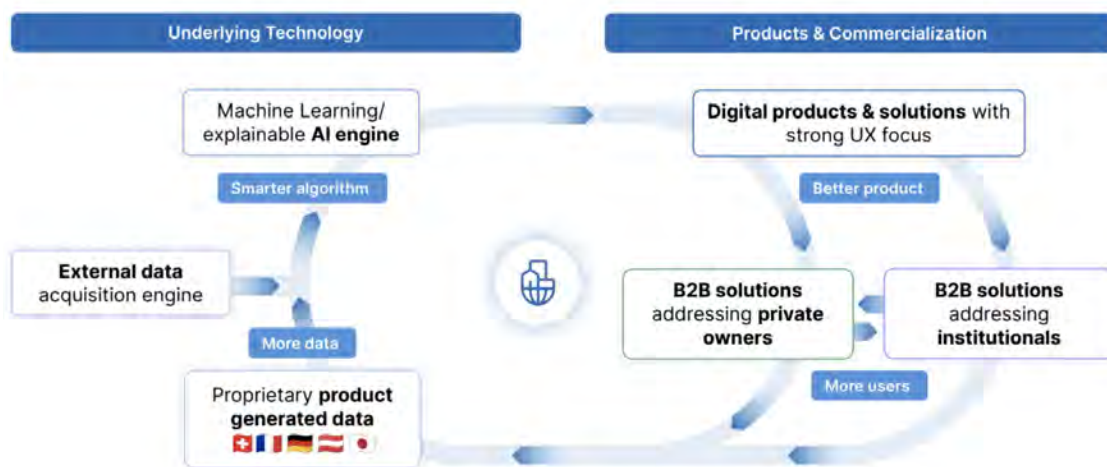 Underlying Technology
Products & Commercialization
Machine Learning/
explainable AI engine
Digital products & solutions with
strong UX focus
Smarter algorithm
Better product
External data
acquisition engine
B2B solutions
addressing private
owners
B2B solutions
addressing
institutionals
More data
More users
Proprietary product
generated data